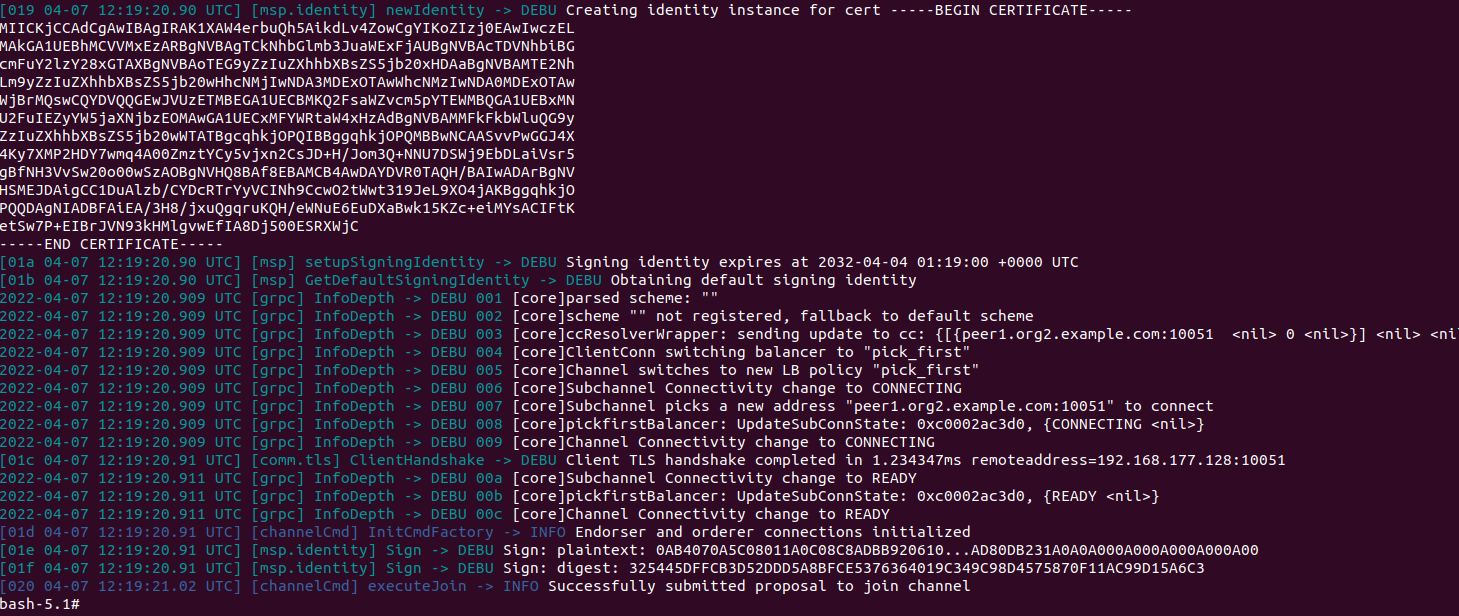 [019 04-07 12:19:20.90 UTC] [msp.identity] newIdentity -> DEBU Creating identity instance for cert -----BEGIN CERTIFICATE-----
MIICKjCCAdCgAwIBAgIRAK1XAW4erbuQh5AikdLv4ZowCgYIKoZIzj0EAwIwczEL
MAkGA1UEBhMCVVMxEzARBgNVBAgTCkNhbGlmb3JuaWExFjAUBgNVBAcTDVNhbiBG
cmFuY2lzY28xGTAXBgNVBAoTEG9yZzIuZXhhbXBsZS5jb20xHDAaBgNVBAMTE2Nh
Lm9yZzIuZXhhbXBsZS5jb20wHhcNMjIwNDA3MDExOTAwWhcNMzIwNDA0MDExOTAw
WjBrMQswCQYDVQQGEwJVUzETMBEGA1UECBMKQ2FsaWZvcm5pYTEWMBQGA1UEBxMN
U2FuIEZyYW5jaXNjbzEOMAwGA1UECxMFYWRtaW4xHzAdBgNVBAMMFkFkbWluQG9y
ZzIuZXhhbXBsZS5jb20wWTATBgcqhkjOPQIBBggqhkjOPQMBBwNCAASvvPwGGJ4X
4Ky7XMP2HDY7wmq4A00ZmztYCy5vjxn2CsJD+H/Jom3Q+NNU7DSWj9EbDLaiVsr5
gBfNH3VvSw20o00wSzAOBgNVHQ8BAf8EBAMCB4AwDAYDVR0TAQH/BAIwADArBgNV
HSMEJDAigCC1DuAlzb/CYDcRTrYyVCINh9CcwO2tWwt319JeL9XO4jAKBggqhkjO
PQQDAgNIADBFAiEA/3H8/jxuQgqruKQH/eWNuE6EuDXaBwk15KZc+eiMYsACIFtK
etSw7P+EIBrJVN93kHMlgvwEfIA8Dj500ESRXWjC
-----END CERTIFICATE-----
[01a 04-07 12:19:20.90 UTC] [msp] setupSigningIdentity -> DEBU Signing identity expires at 2032-04-04 01:19:00 +0000 UTC
[01b 04-07 12:19:20.90 UTC] [msp] GetDefaultSigningIdentity -> DEBU Obtaining default signing identity
2022-04-07 12:19:20.909 UTC [grpc] InfoDepth -> DEBU 001 [core]parsed scheme: ""
2022-04-07 12:19:20.909 UTC [grpc] InfoDepth -> DEBU 002 [core]scheme "" not registered, fallback to default scheme
2022-04-07 12:19:20.909 UTC [grpc] InfoDepth -> DEBU 003 [core]ccResolverWrapper: sending update to cc: {[{peer1.org2.example.com:10051  <nil> 0 <nil>}] <nil> <nil
2022-04-07 12:19:20.909 UTC [grpc] InfoDepth -> DEBU 004 [core]ClientConn switching balancer to "pick_first"
2022-04-07 12:19:20.909 UTC [grpc] InfoDepth -> DEBU 005 [core]Channel switches to new LB policy "pick_first"
2022-04-07 12:19:20.909 UTC [grpc] InfoDepth -> DEBU 006 [core]Subchannel Connectivity change to CONNECTING
2022-04-07 12:19:20.909 UTC [grpc] InfoDepth -> DEBU 007 [core]Subchannel picks a new address "peer1.org2.example.com:10051" to connect
2022-04-07 12:19:20.909 UTC [grpc] InfoDepth -> DEBU 008 [core]pickfirstBalancer: UpdateSubConnState: 0xc0002ac3d0, {CONNECTING <nil>}
2022-04-07 12:19:20.909 UTC [grpc] InfoDepth -> DEBU 009 [core]Channel Connectivity change to CONNECTING
[01c 04-07 12:19:20.91 UTC] [comm.tls] ClientHandshake -> DEBU Client TLS handshake completed in 1.234347ms remoteaddress=192.168.177.128:10051
2022-04-07 12:19:20.911 UTC [grpc] InfoDepth -> DEBU 00a [core]Subchannel Connectivity change to READY
2022-04-07 12:19:20.911 UTC [grpc] InfoDepth -> DEBU 00b [core]pickfirstBalancer: UpdateSubConnState: 0xc0002ac3d0, {READY <nil>}
2022-04-07 12:19:20.911 UTC [grpc] InfoDepth -> DEBU 00c [core]Channel Connectivity change to READY
[01d 04-07 12:19:20.91 UTC] [channelCmd] InitCmdFactory -> INFO Endorser and orderer connections initialized
[01e 04-07 12:19:20.91 UTC] [msp.identity] Sign -> DEBU Sign: plaintext: 0AB4070A5C08011A0C08C8ADBB920610...AD80DB231A0A0A000A000A000A000A00
[01f 04-07 12:19:20.91 UTC] [msp.identity] Sign -> DEBU Sign: digest: 325445DFFCB3D52DDD5A8BFCE5376364019C349C98D4575870F11AC99D15A6C3
[020 04-07 12:19:21.02 UTC] [channelCmd] executeJoin -> INFO Successfully submitted proposal to join channel
bash-5.1#